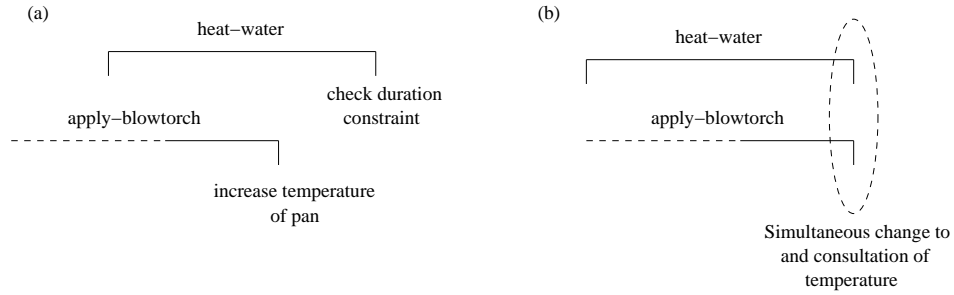 (a)
heat−water
check duration
constraint
apply−blowtorch
increase temperature
of pan
(b)
heat−water
apply−blowtorch
Simultaneous change to
and consultation of
temperature